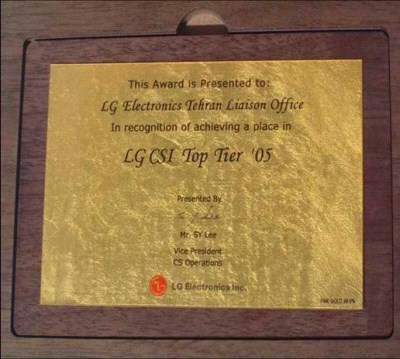 This Award is Presented to:
LG Electronics Tehran Liaison Office
In recognition of achieving a place in
LG CSI Top Tier '05
Presented By
Mr. SY Lee
Vice President
CS Operations
LG Electronics Inc.